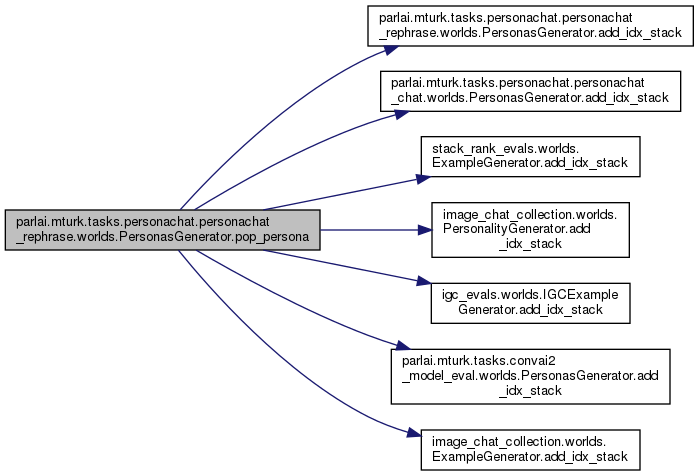 parlai.mturk.tasks.personachat.personachat
_rephrase.worlds.PersonasGenerator.pop_persona
parlai.mturk.tasks.personachat.personachat
_rephrase.worlds.PersonasGenerator.add_idx_stack
parlai.mturk.tasks.personachat.personachat
_chat.worlds.PersonasGenerator.add_idx_stack
stack_rank_evals.worlds.
ExampleGenerator.add_idx_stack
image_chat_collection.worlds.
PersonalityGenerator.add
_idx_stack
igc_evals.worlds.IGCExample
Generator.add_idx_stack
parlai.mturk.tasks.convai2
_model_eval.worlds.PersonasGenerator.add
_idx_stack
image_chat_collection.worlds.
ExampleGenerator.add_idx_stack